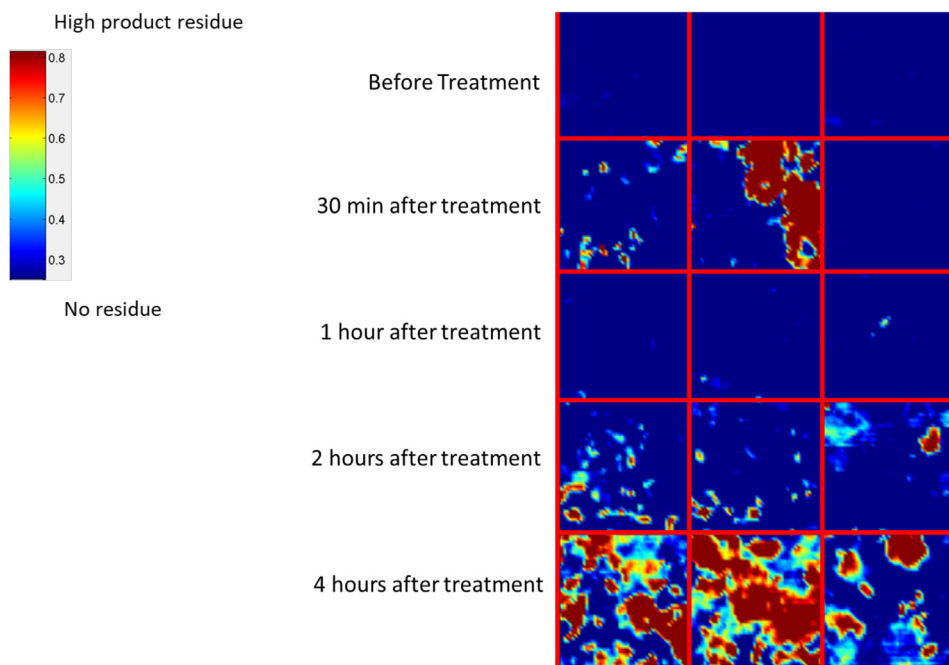 High product residue
0.8
0.7
0.6
0.5
0.4
0.3
No residue
Before Treatment
30 min after treatment
1 hour after treatment
2 hours after treatment
4 hours after treatment